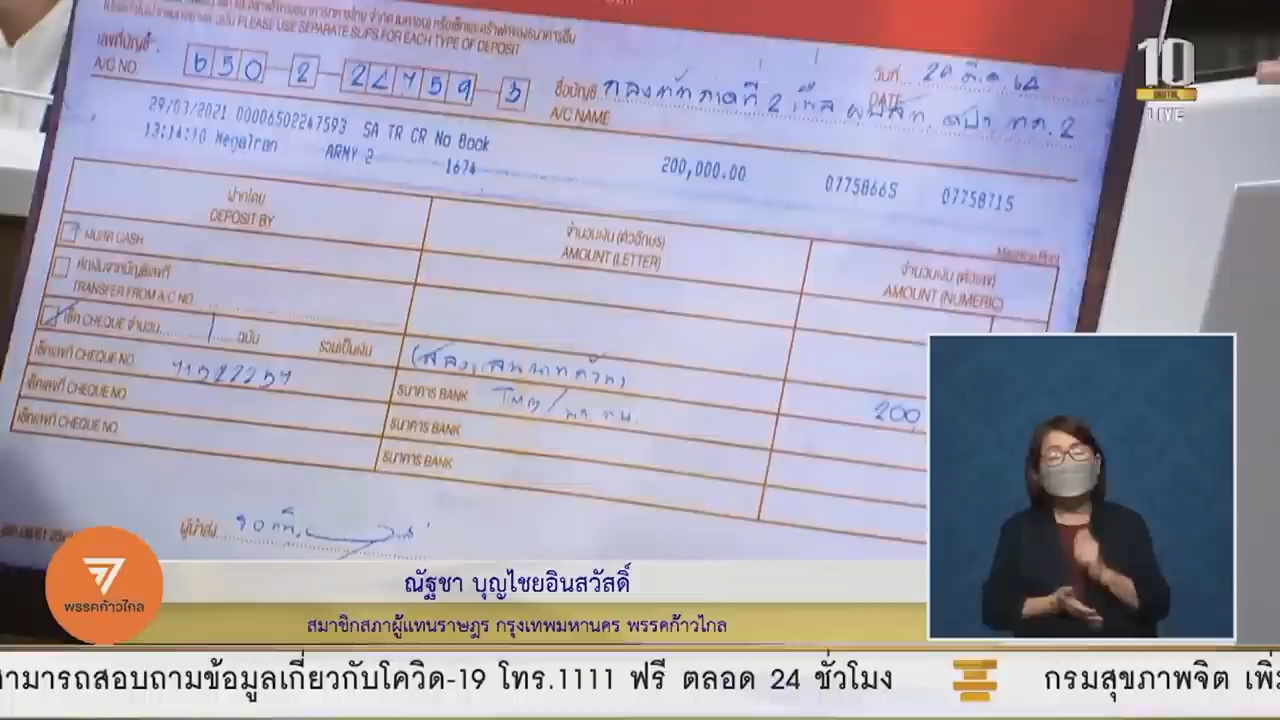 PLEASE USE SEPARATE SLIPS FOR EACH TYPE OF DEPOSIT
เลขที่บัญชี
A/C NO. 650-2-24759-3
ชื่อบัญชี
A/C NAME
วันที่
DATE
29/03/2021 00006502247593 SA TR CR No Book
200,000.00 07758665 07758715
13:14:10 MegaTran ARMY 2 1674
ฝากโดย
DEPOSIT BY
จำนวนเงิน (ตัวอักษร)
AMOUNT (LETTER)
จำนวนเงิน (ตัวเลข)
AMOUNT (NUMERIC)
เงินสด CASH
หักเงินจากบัญชีเลขที่
TRANSFER FROM A/C NO.
เช็ค CHEQUE จำนวน 1 ฉบับ รวมเป็นเงิน
เช็คเลขที่ CHEQUE NO. ธนาคาร BANK
200
เช็คเลขที่ CHEQUE NO. ธนาคาร BANK
เช็คเลขที่ CHEQUE NO. ธนาคาร BANK
ผู้นำส่ง
10
DIGITAL
LIVE
พรรคก้าวไกล
ณัฐชา บุญไชยอินสวัสดิ์
สมาชิกสภาผู้แทนราษฎร กรุงเทพมหานคร พรรคก้าวไกล
สามารถสอบถามข้อมูลเกี่ยวกับโควิด-19 โทร.1111 ฟรี ตลอด 24 ชั่วโมง กรมสุขภาพจิต เพิ่